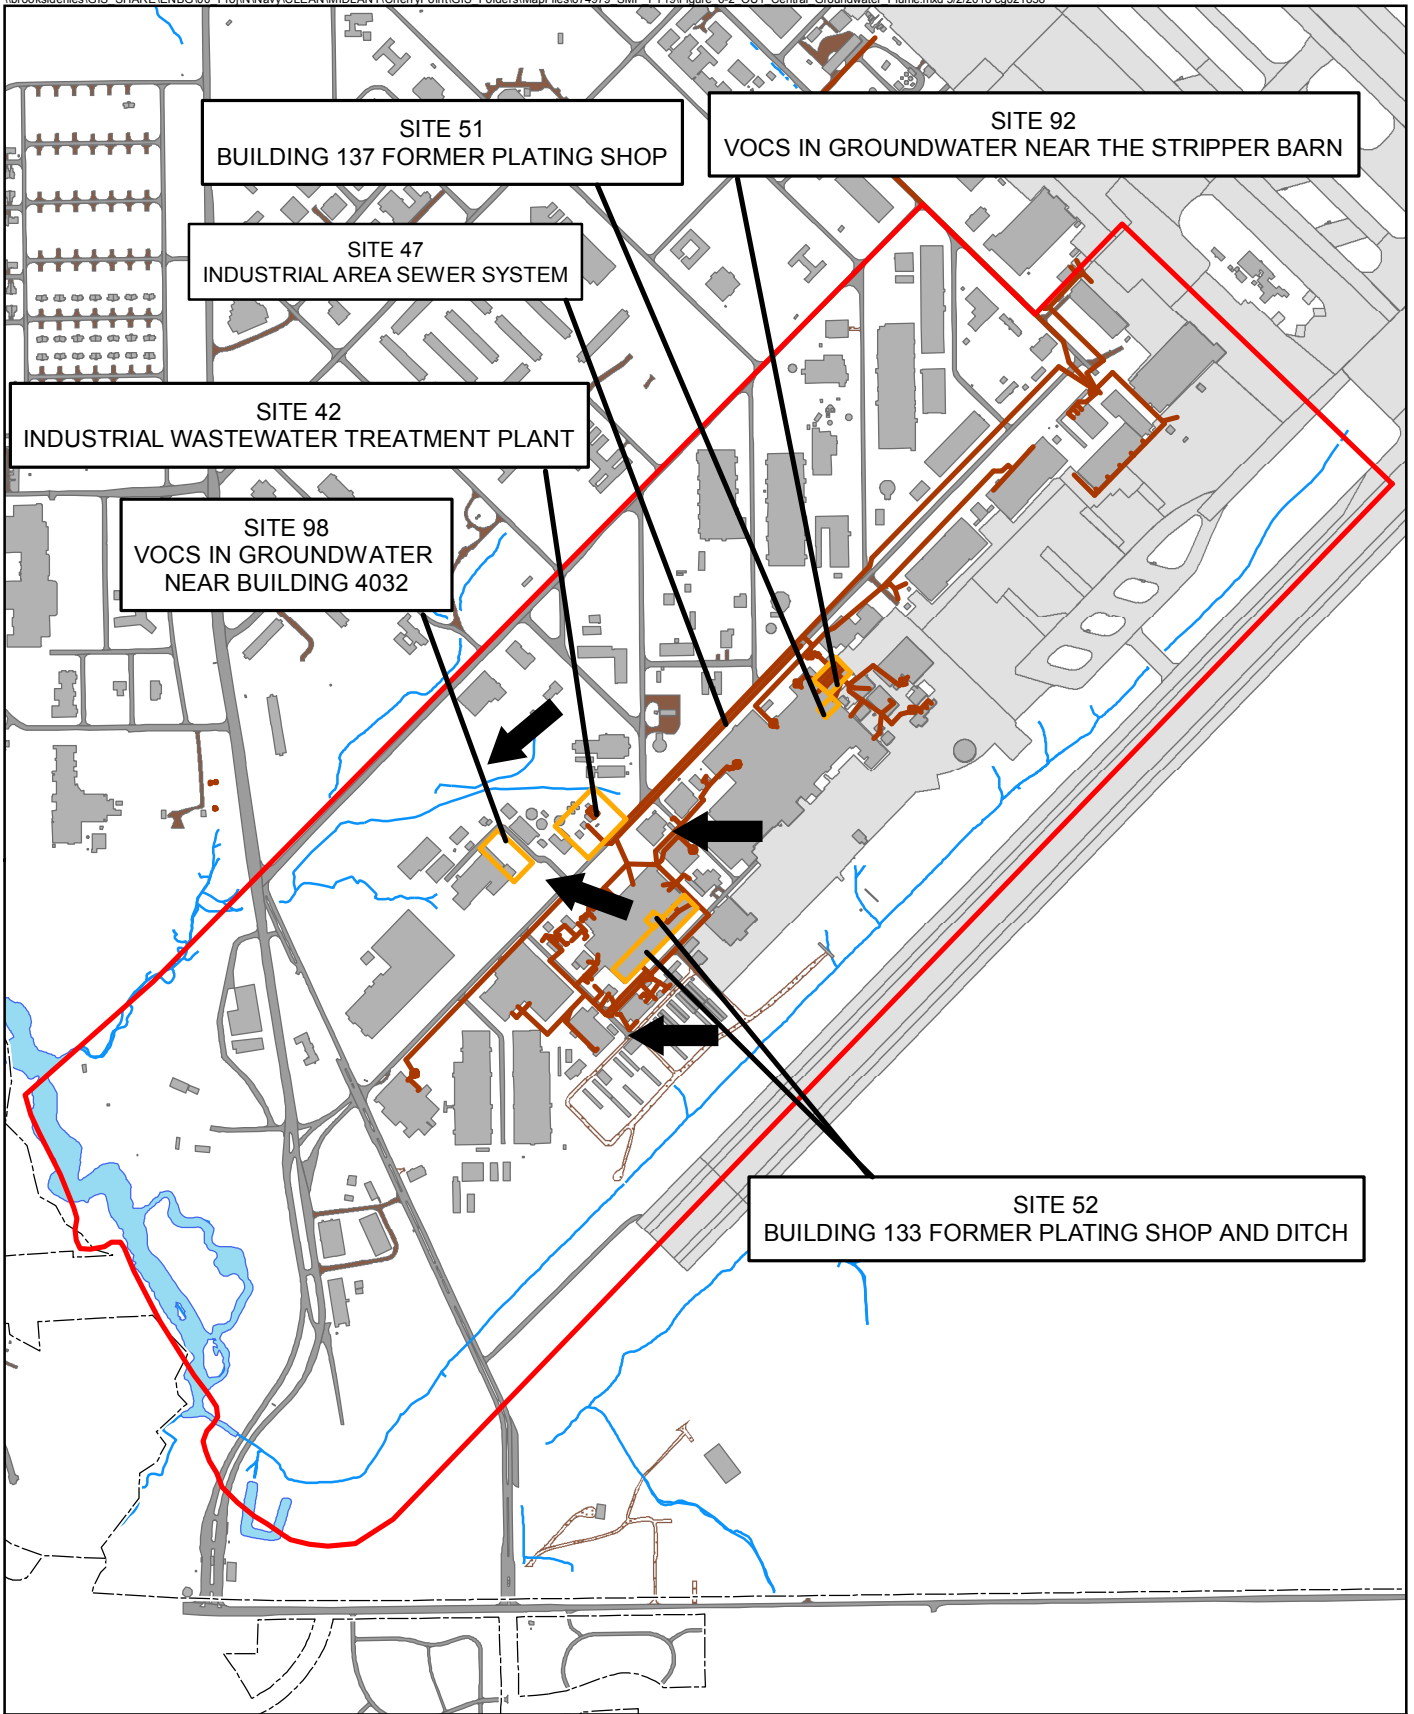 SITE 51
BUILDING 137 FORMER PLATING SHOP
SITE 92
VOCS IN GROUNDWATER NEAR THE STRIPPER BARN
SITE 47
INDUSTRIAL AREA SEWER SYSTEM
SITE 42
INDUSTRIAL WASTEWATER TREATMENT PLANT
SITE 98
VOCS IN GROUNDWATER
NEAR BUILDING 4032
SITE 52
BUILDING 133 FORMER PLATING SHOP AND DITCH